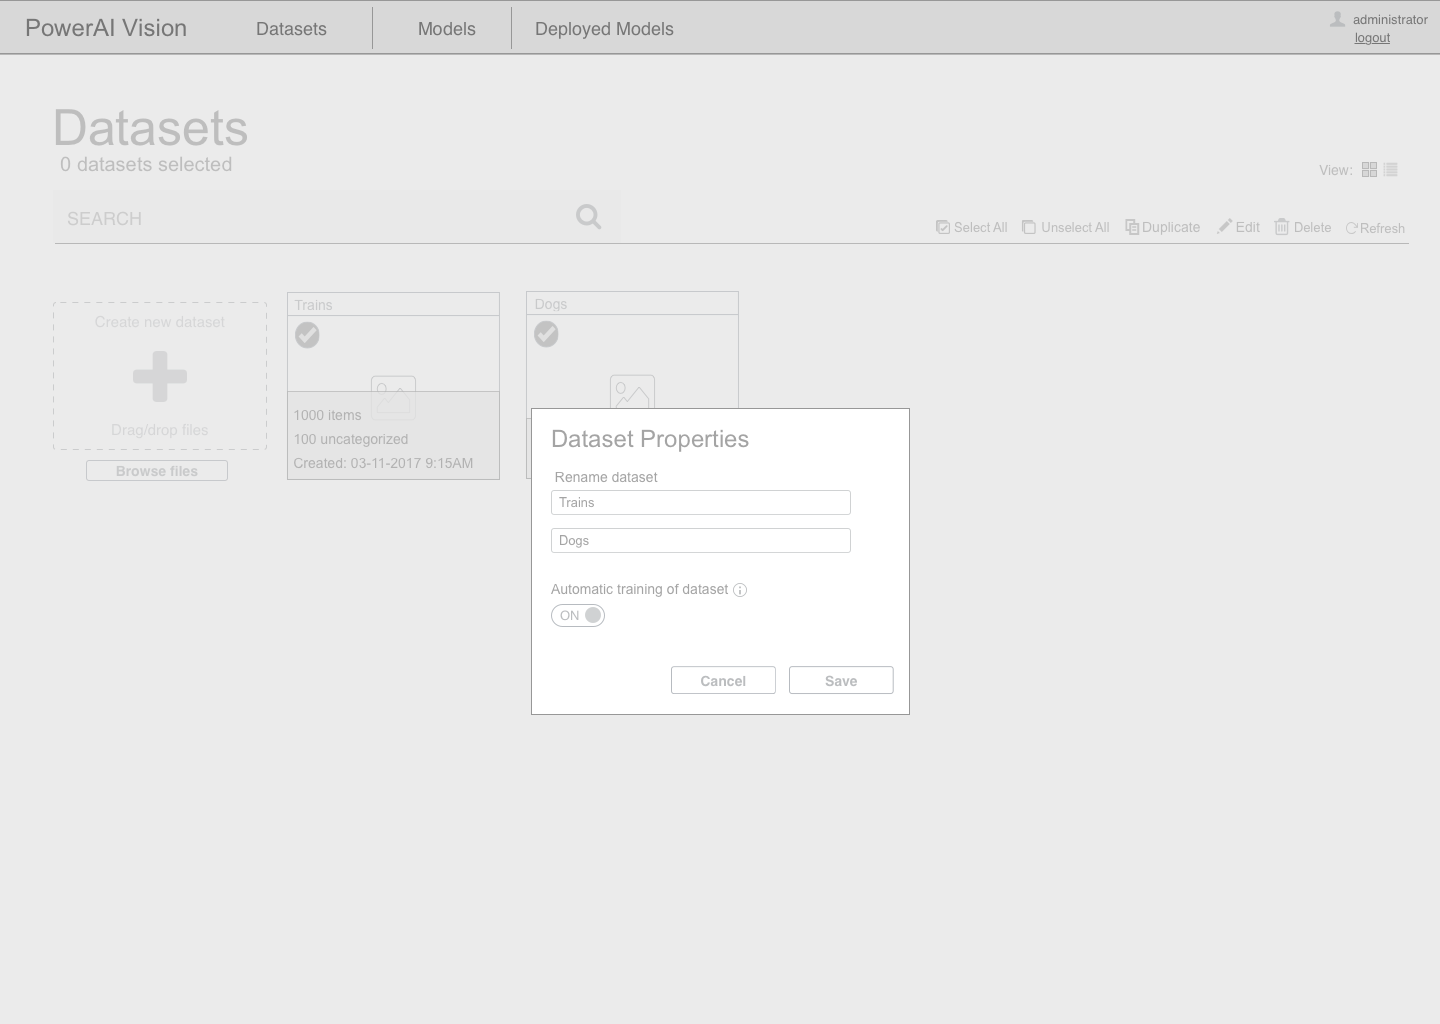 PowerAI Vision
Datasets
Models
Deployed Models
administrator
logout
Datasets
0 datasets selected
View:
SEARCH
Select All
Unselect All
Duplicate
Edit
Delete
Refresh
Create new dataset
Drag/drop files
Browse files
Trains
1000 items
100 uncategorized
Created: 03-11-2017 9:15AM
Dogs
Dataset Properties
Rename dataset
Trains
Dogs
Automatic training of dataset
ON
Cancel
Save